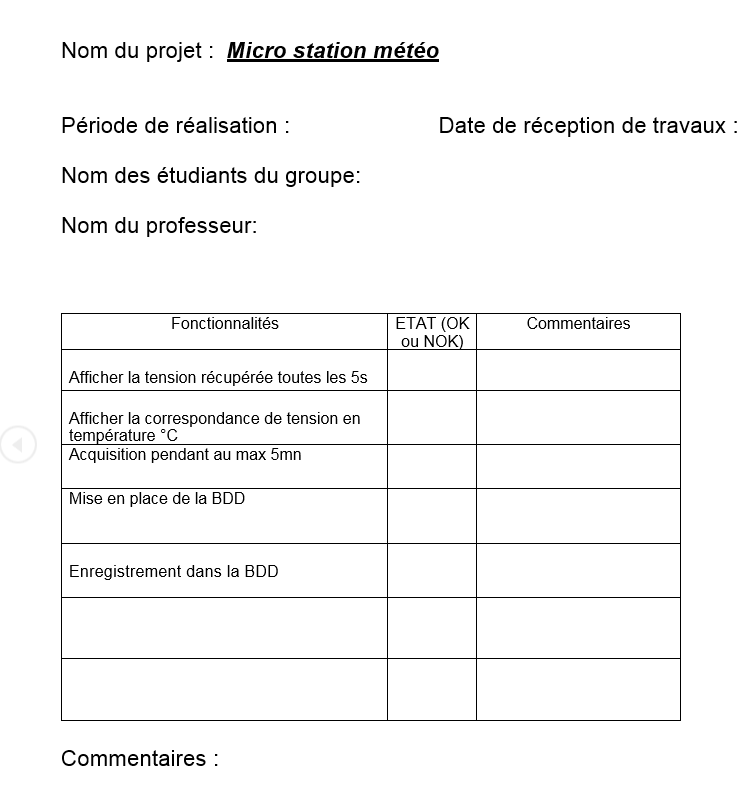 Nom du projet : Micro station météo
Période de réalisation : Date de réception de travaux :
Nom des étudiants du groupe:
Nom du professeur:
Fonctionnalités
ETAT (OK
ou NOK)
Commentaires
Afficher la tension récupérée toutes les 5s
Afficher la correspondance de tension en
température °C
Acquisition pendant au max 5mn
Mise en place de la BDD
Enregistrement dans la BDD
Commentaires :